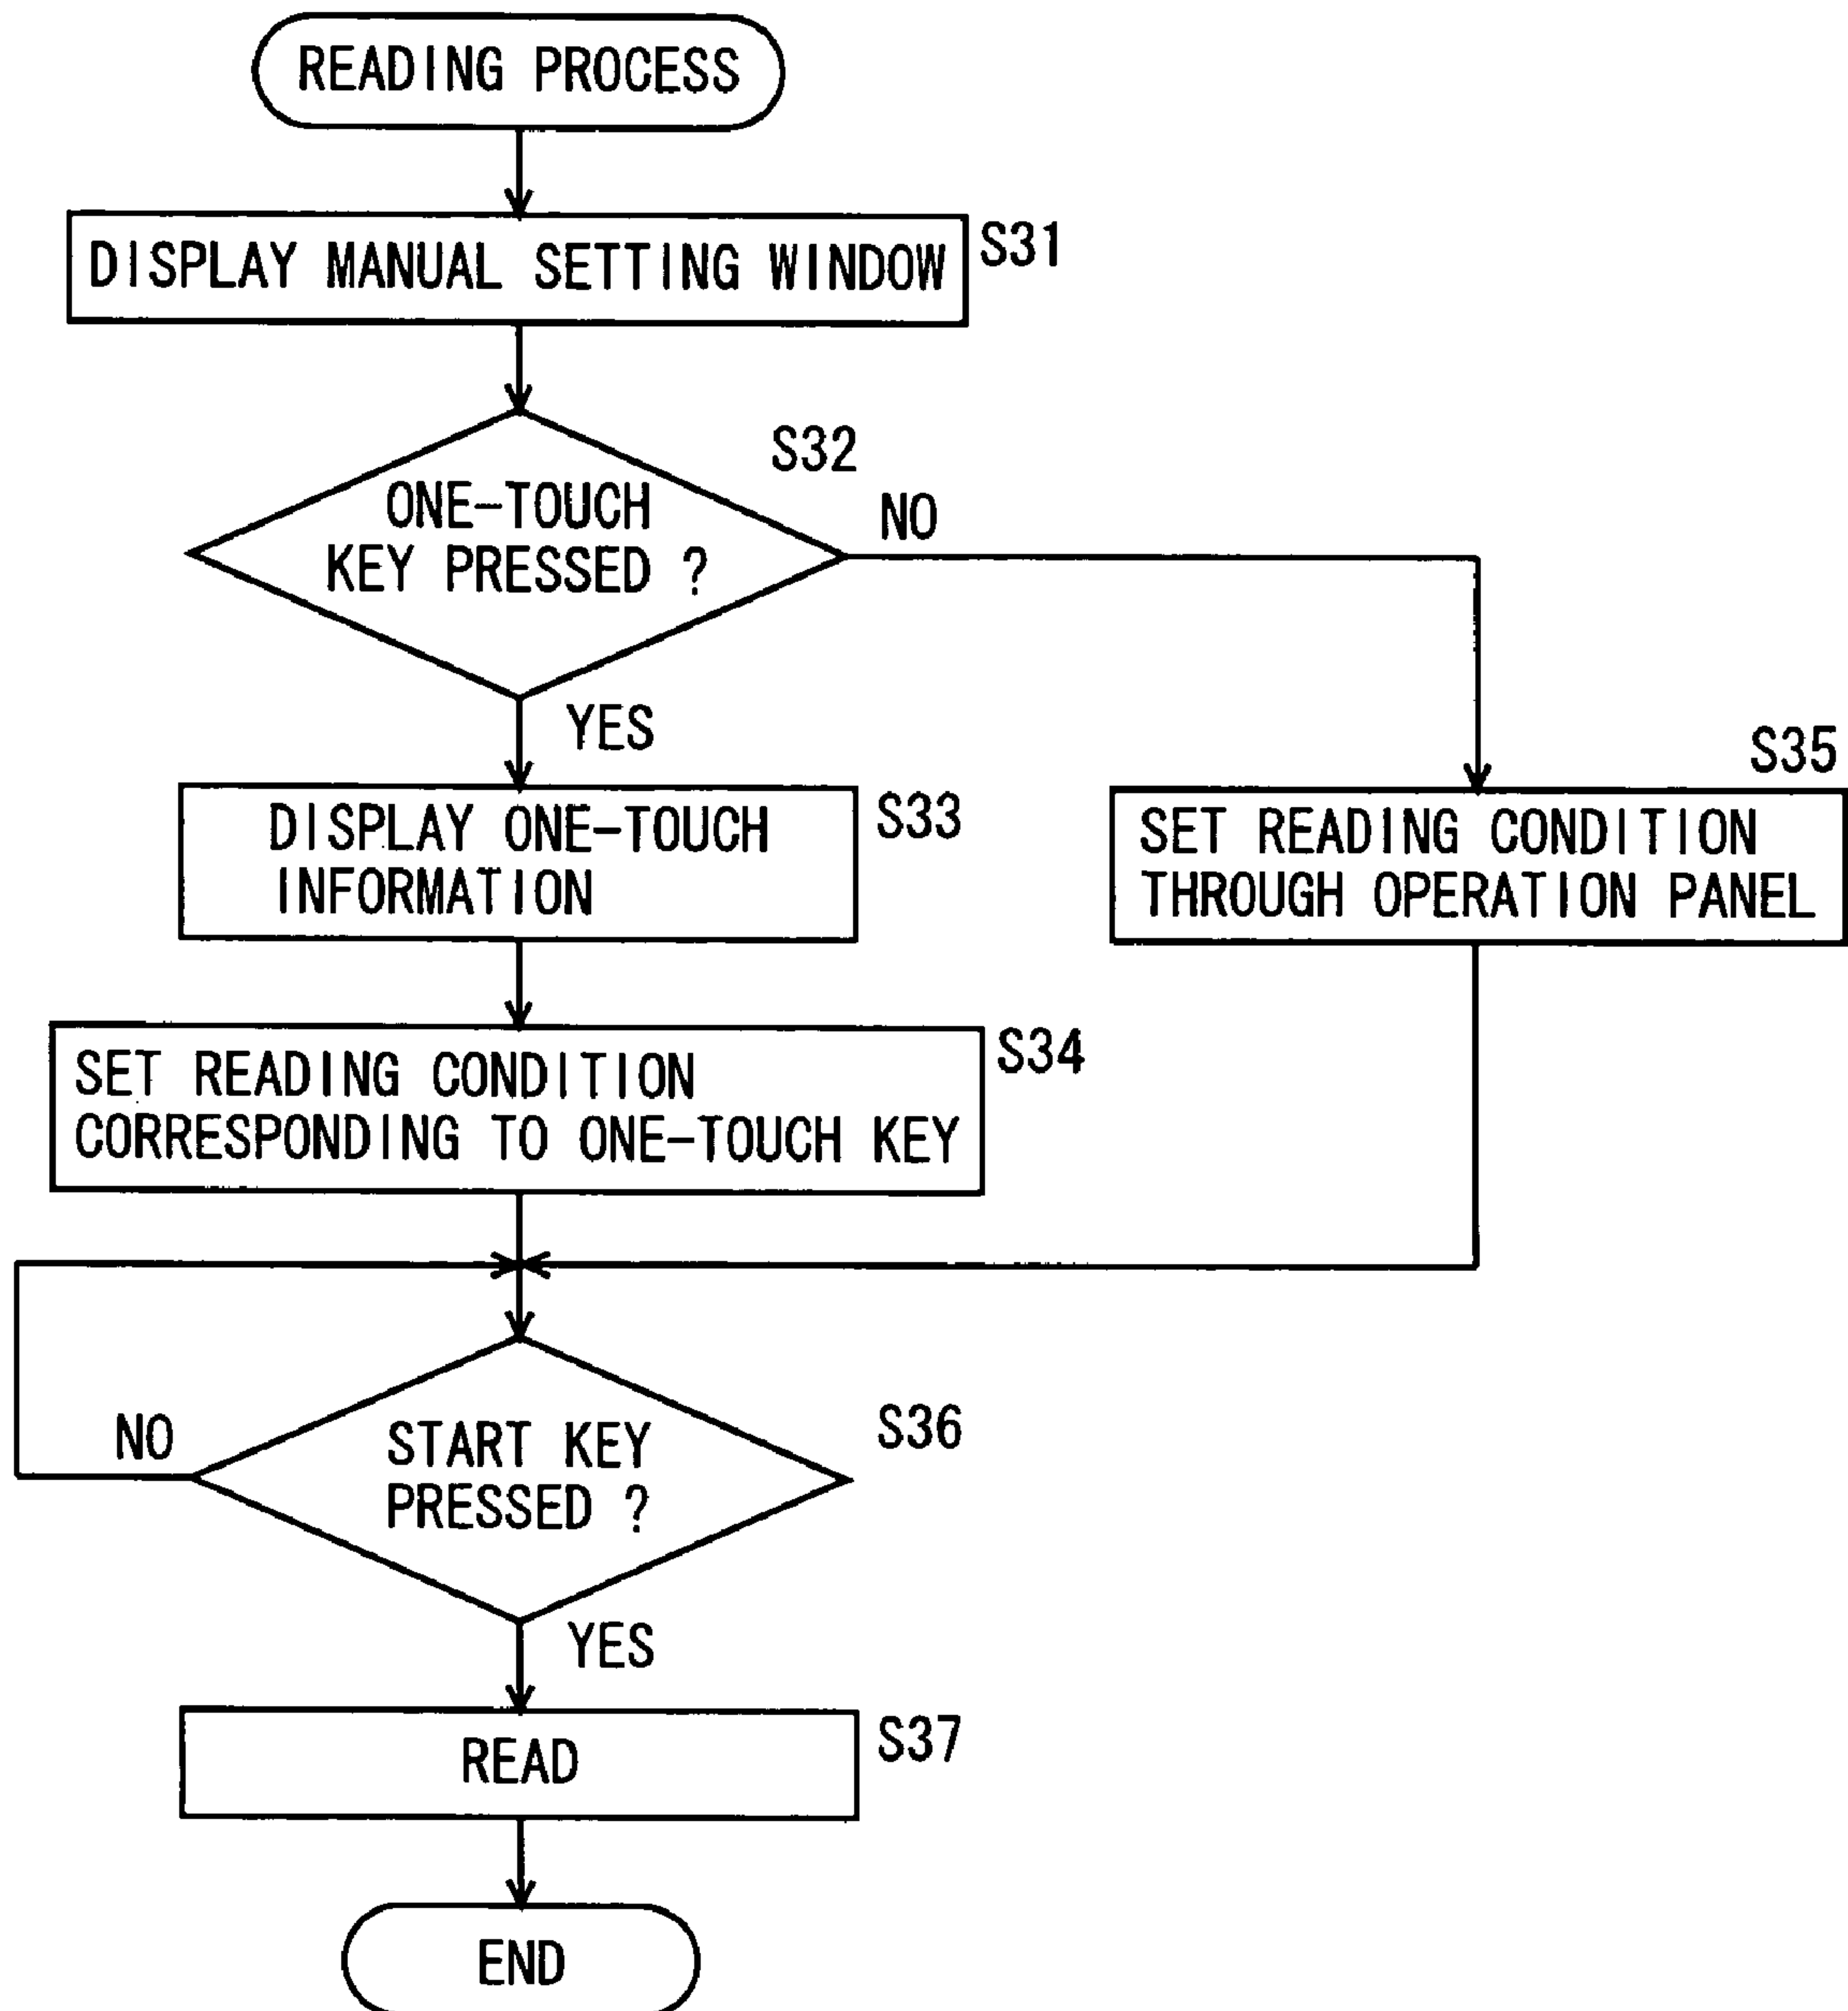 READING PROCESS
DISPLAY MANUAL SETTING WINDOW
S31
S32
ONE-TOUCH
KEY PRESSED ?
NO
YES
DISPLAY ONE-TOUCH
INFORMATION
S33
S35
SET READING CONDITION
THROUGH OPERATION PANEL
SET READING CONDITION
CORRESPONDING TO ONE-TOUCH KEY
S34
NO
START KEY
PRESSED ?
S36
YES
READ
S37
END